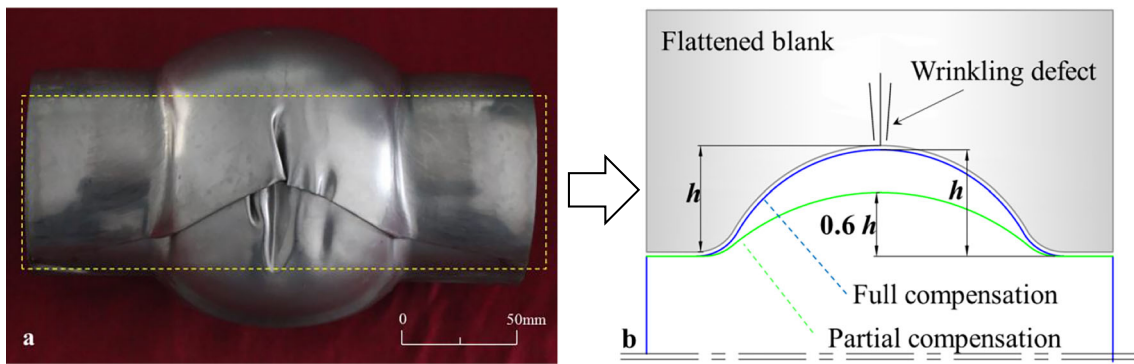 a
0
50mm
Flattened blank
Wrinkling defect
h
h
0.6 h
Full compensation
Partial compensation
b